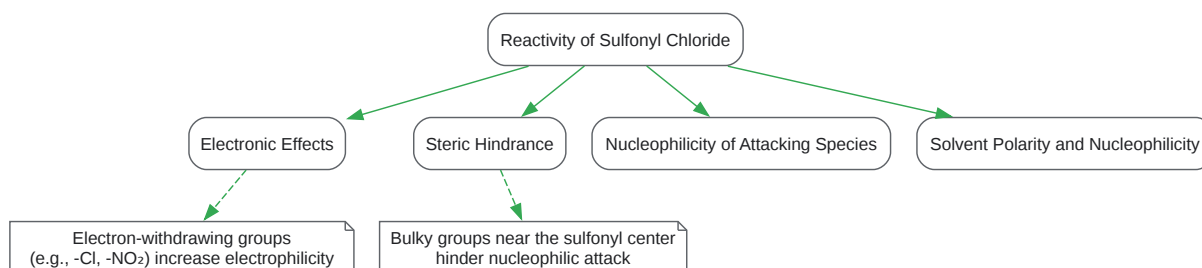 Reactivity of Sulfonyl Chloride
Electronic Effects
Steric Hindrance
Nucleophilicity of Attacking Species
Solvent Polarity and Nucleophilicity
Electron-withdrawing groups
(e.g., -Cl, -NO₂) increase electrophilicity
Bulky groups near the sulfonyl center
hinder nucleophilic attack